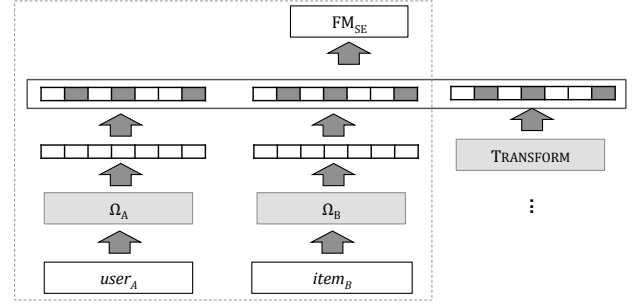 FM_SE
TRANSFORM
⋮
Ω_A
Ω_B
user_A
item_B